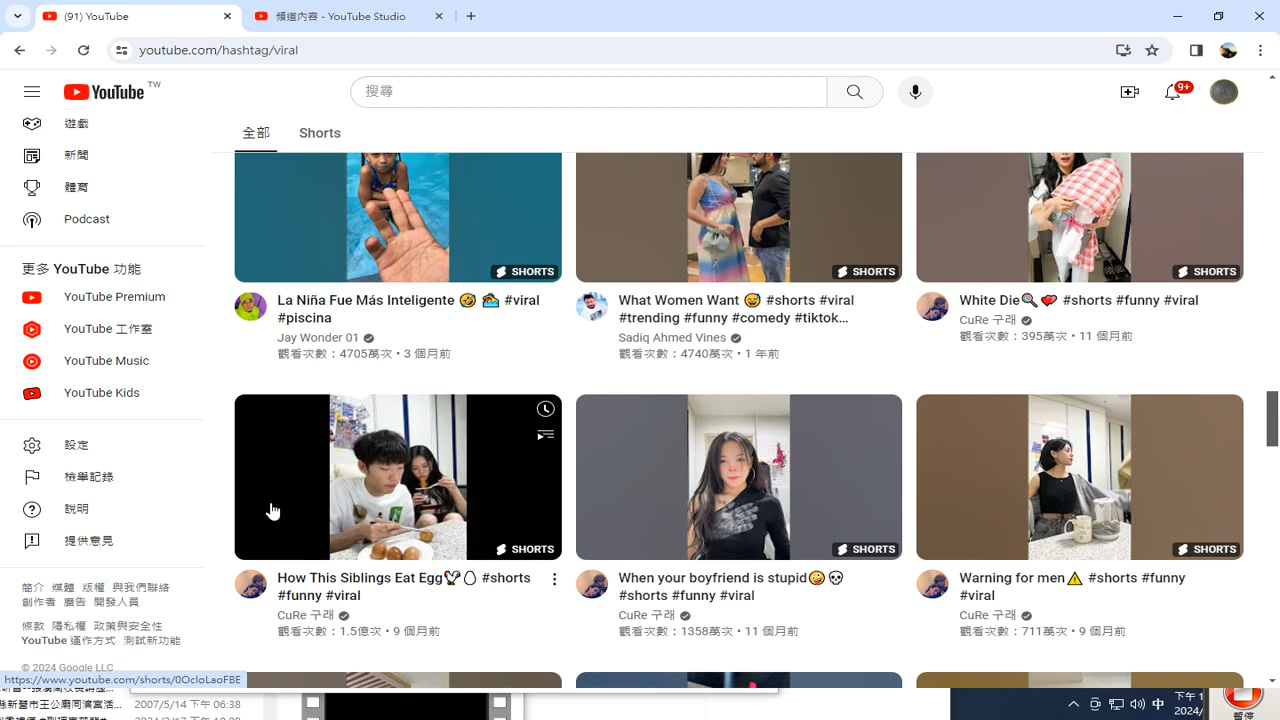 (91) YouTube
頻道內容 - YouTube Studio
youtube.com/hashtag/viral
YouTube TW
搜尋
9+
遊戲
新聞
體育
Podcast
更多 YouTube 功能
YouTube Premium
YouTube 工作室
YouTube Music
YouTube Kids
設定
檢舉記錄
說明
提供意見
簡介 媒體 版權 與我們聯絡
創作者 廣告 開發人員
條款 隱私權 政策與安全性
YouTube 運作方式 測試新功能
© 2024 Google LLC
全部 Shorts
SHORTS
La Niña Fue Más Inteligente 🤣 🏊 #viral
#piscina
Jay Wonder 01
觀看次數：4705萬次 • 3 個月前
SHORTS
What Women Want 😅 #shorts #viral
#trending #funny #comedy #tiktok...
Sadiq Ahmed Vines
觀看次數：4740萬次 • 1 年前
SHORTS
White Die🔍❤️ #shorts #funny #viral
CuRe 구래
觀看次數：395萬次 • 11 個月前
SHORTS
How This Siblings Eat Egg🐓🥚 #shorts
#funny #viral
CuRe 구래
觀看次數：1.5億次 • 9 個月前
SHORTS
When your boyfriend is stupid🤪💀
#shorts #funny #viral
CuRe 구래
觀看次數：1358萬次 • 11 個月前
SHORTS
Warning for men⚠️ #shorts #funny
#viral
CuRe 구래
觀看次數：711萬次 • 9 個月前
https://www.youtube.com/shorts/0OcIoLaoFBE
2007/5/14 下午 06:38
中
下午 1
2024/
暫停